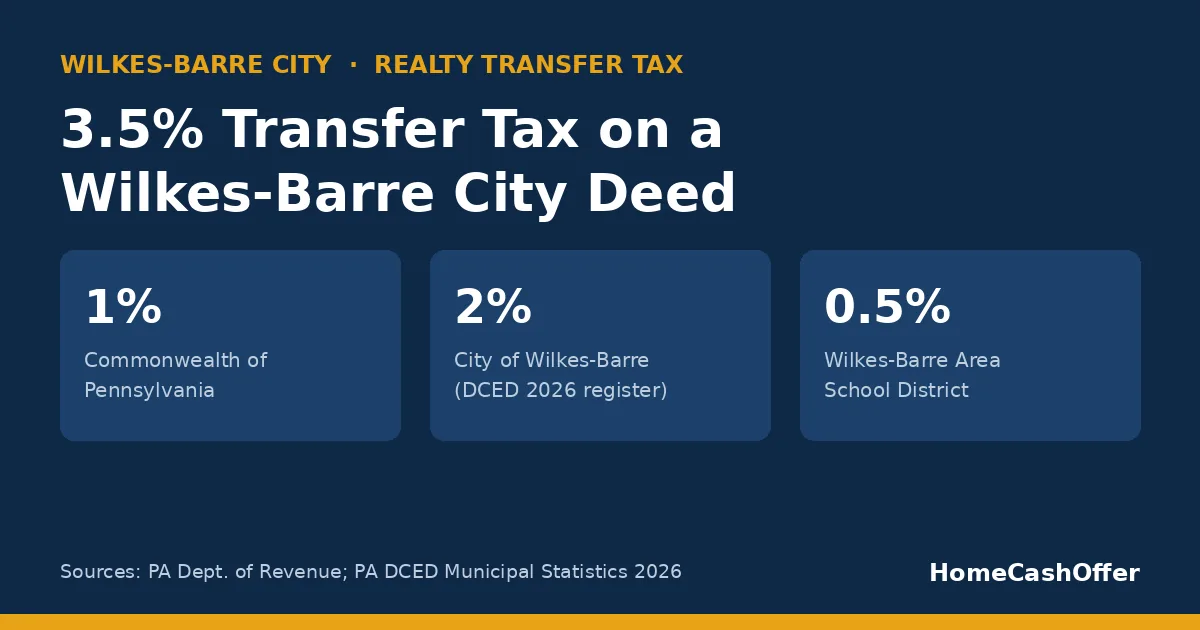 WILKES-BARRE CITY · REALTY TRANSFER TAX
3.5% Transfer Tax on a
Wilkes-Barre City Deed
1%
Commonwealth of
Pennsylvania
2%
City of Wilkes-Barre
(DCED 2026 register)
0.5%
Wilkes-Barre Area
School District
Sources: PA Dept. of Revenue; PA DCED Municipal Statistics 2026
HomeCashOffer